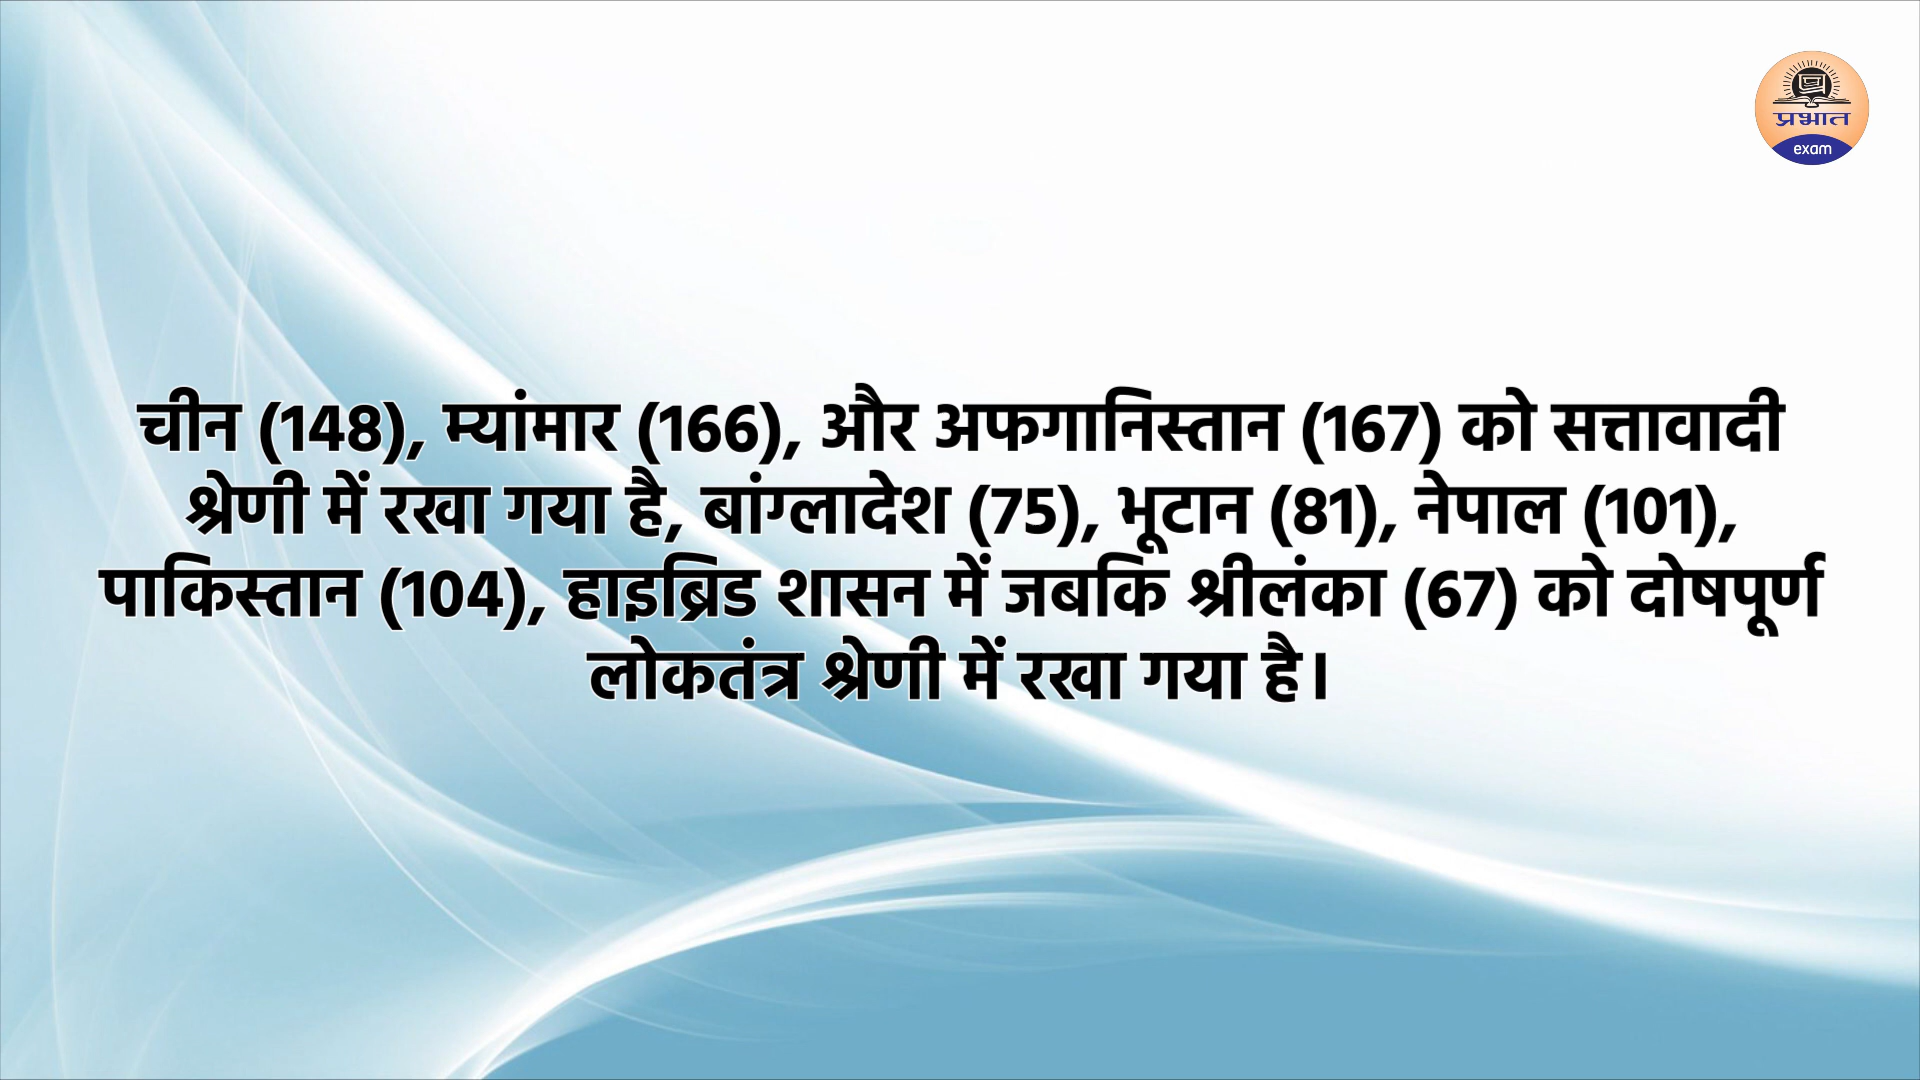 प्रभात
exam
चीन (148), म्यांमार (166), और अफगानिस्तान (167) को सत्तावादी
श्रेणी में रखा गया है, बांग्लादेश (75), भूटान (81), नेपाल (101),
पाकिस्तान (104), हाइब्रिड शासन में जबकि श्रीलंका (67) को दोषपूर्ण
लोकतंत्र श्रेणी में रखा गया है।